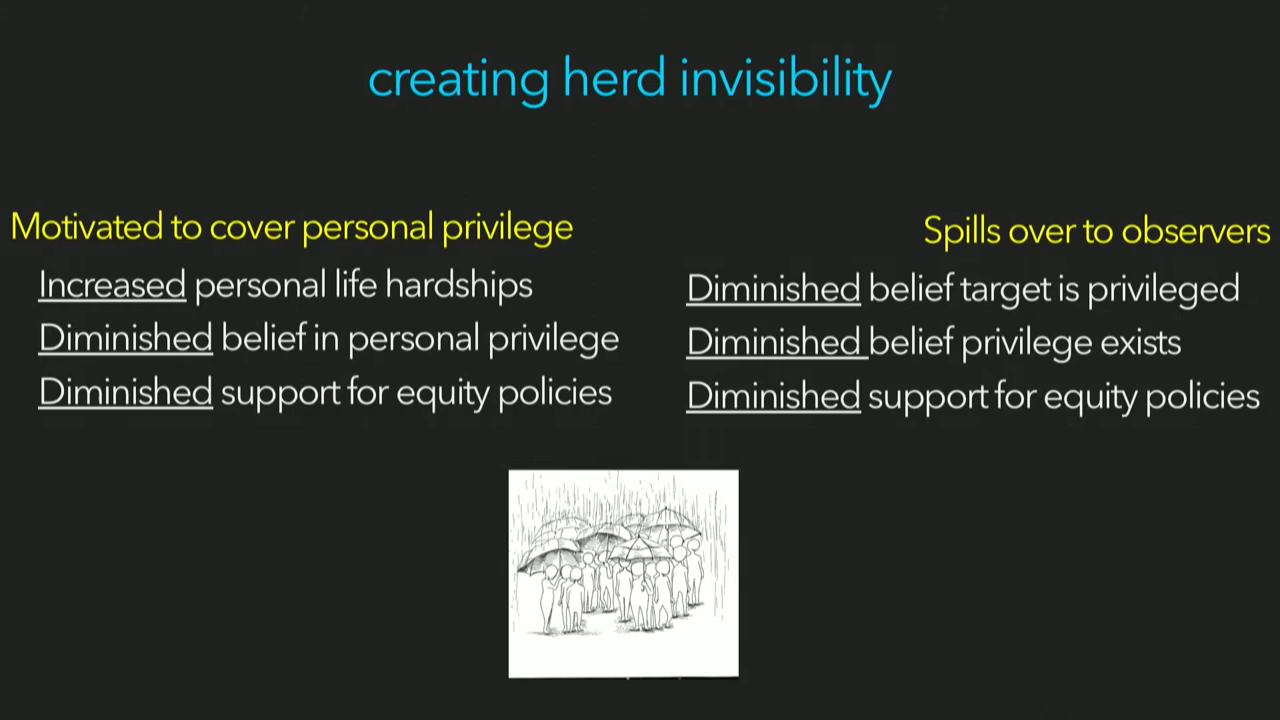 creating herd invisibility
Motivated to cover personal privilege
Increased personal life hardships
Diminished belief in personal privilege
Diminished support for equity policies
Spills over to observers
Diminished belief target is privileged
Diminished belief privilege exists
Diminished support for equity policies